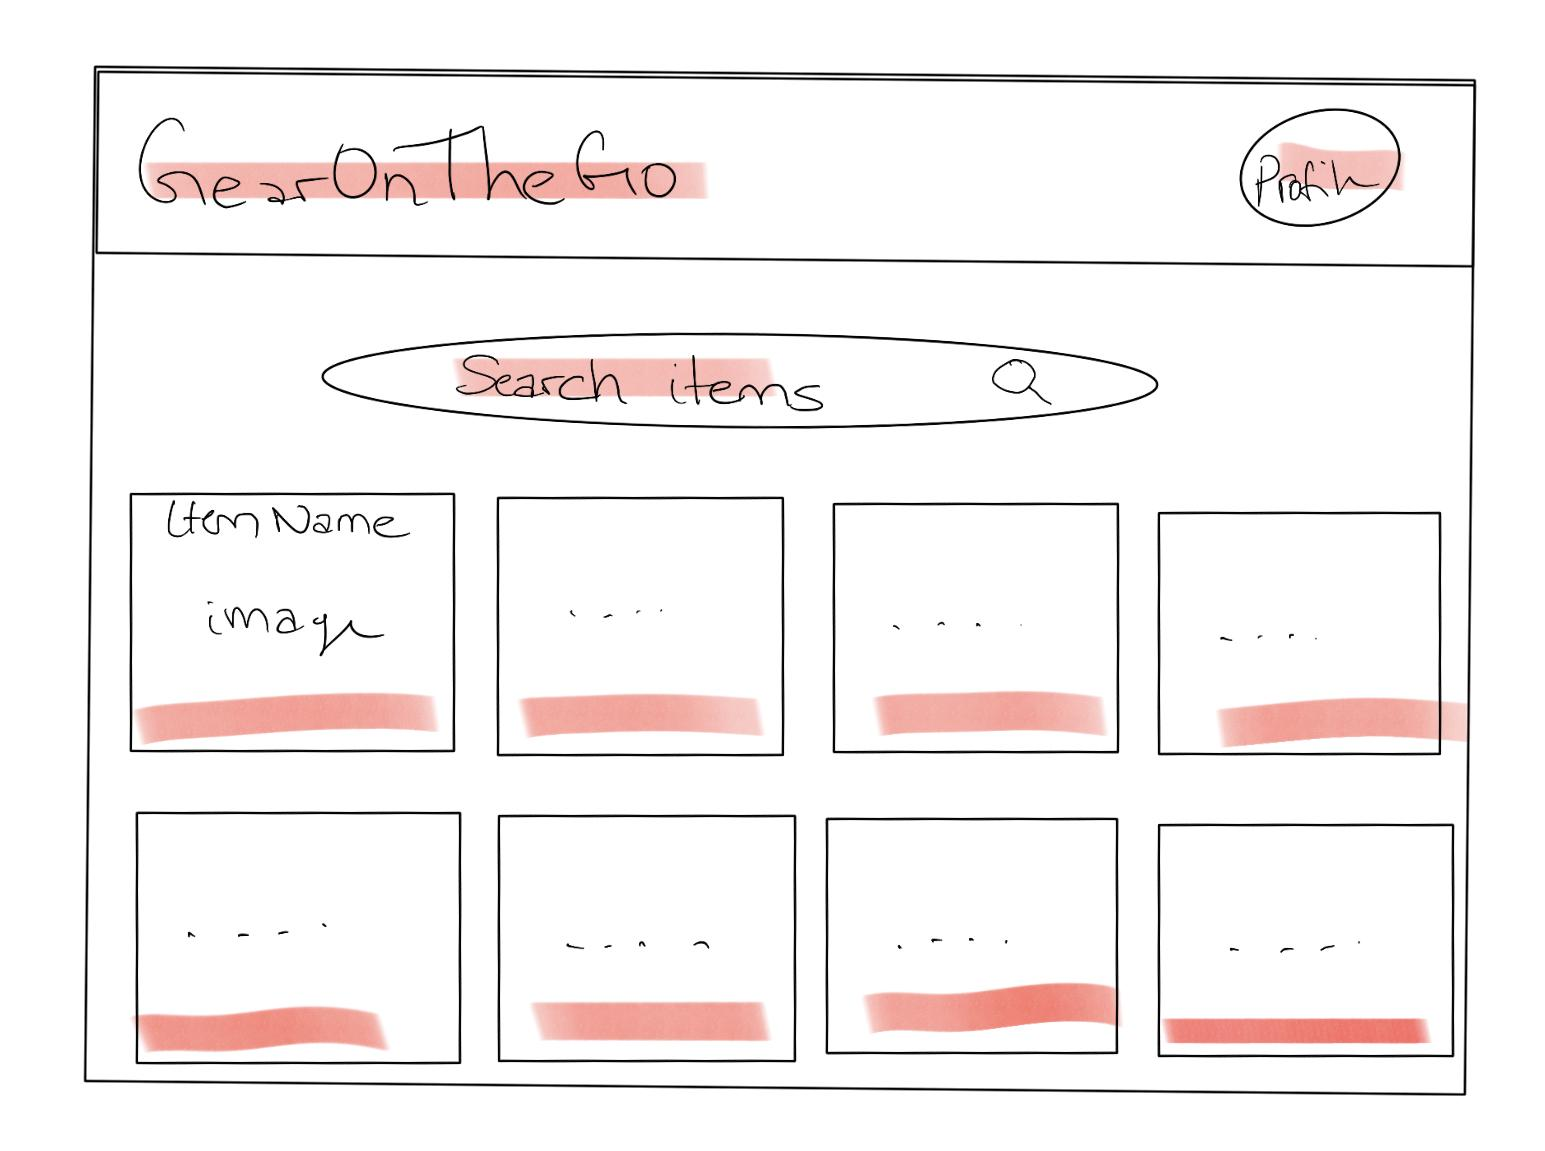 GearOnTheGo
Profile
Search items
Item Name
image
....
....
....
....
....
....
....